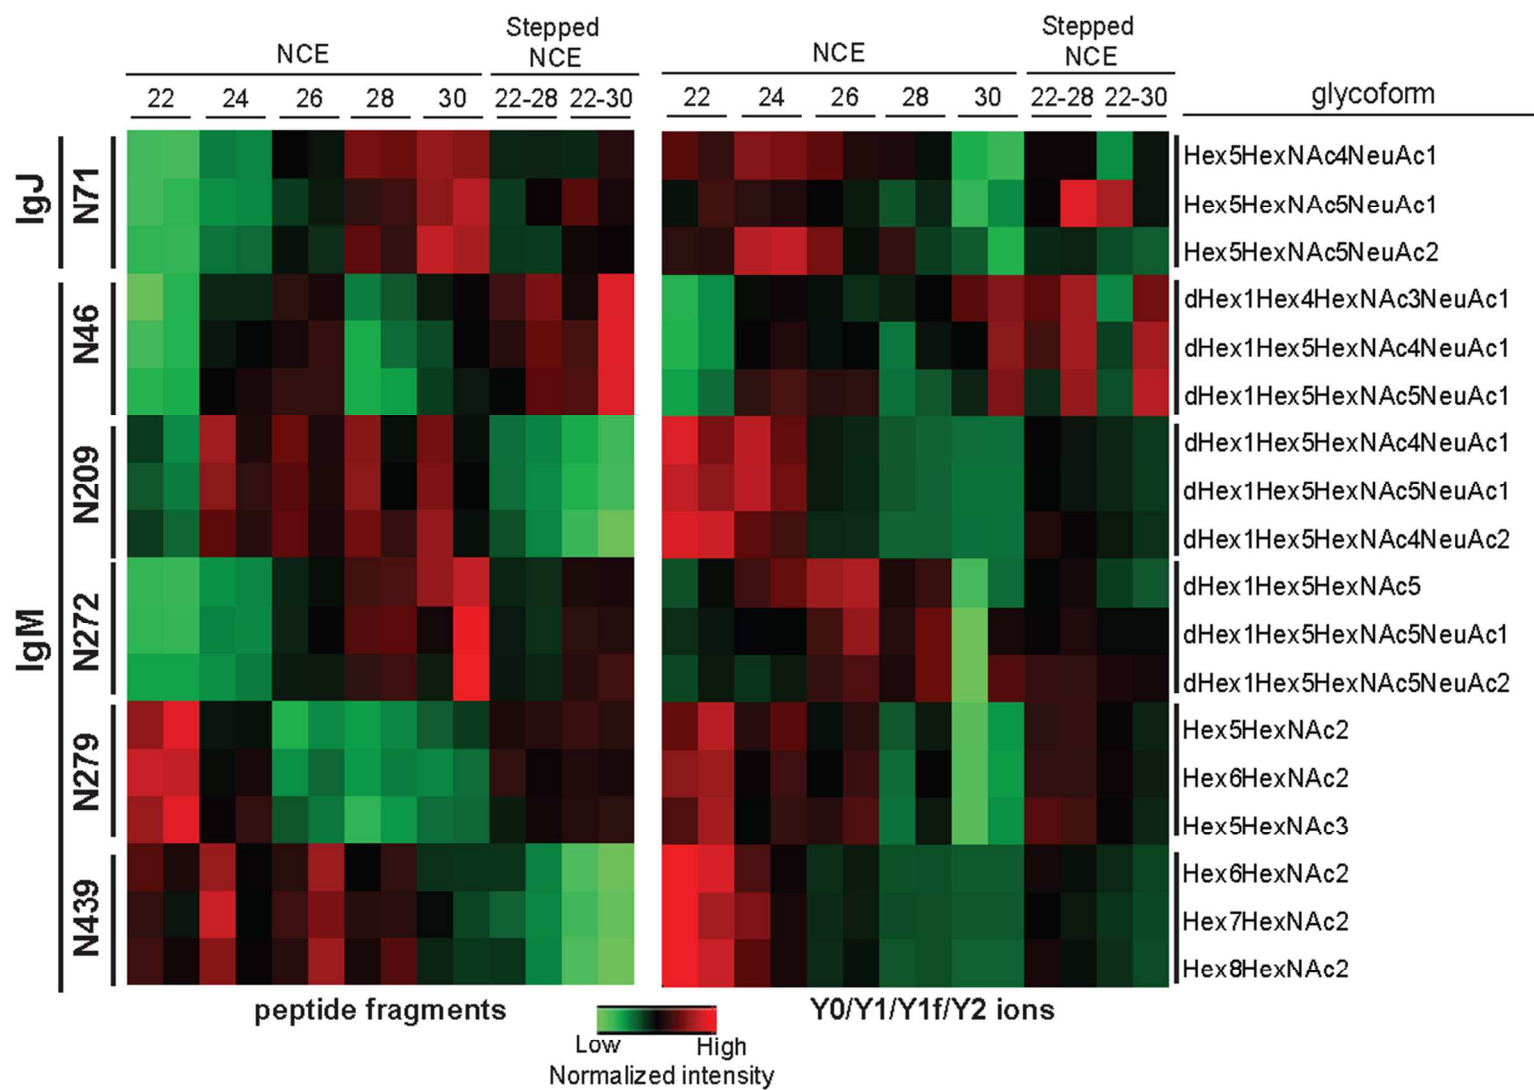 Stepped Stepped
NCE NCE NCE NCE
22 24 26 28 30 22-28 22-30 22 24 26 28 30 22-28 22-30 glycoform
IgJ
N71
Hex5HexNAc4NeuAc1
Hex5HexNAc5NeuAc1
Hex5HexNAc5NeuAc2
IgM
N46
dHex1Hex4HexNAc3NeuAc1
dHex1Hex5HexNAc4NeuAc1
dHex1Hex5HexNAc5NeuAc1
N209
dHex1Hex5HexNAc4NeuAc1
dHex1Hex5HexNAc5NeuAc1
dHex1Hex5HexNAc4NeuAc2
N272
dHex1Hex5HexNAc5
dHex1Hex5HexNAc5NeuAc1
dHex1Hex5HexNAc5NeuAc2
N279
Hex5HexNAc2
Hex6HexNAc2
Hex5HexNAc3
N439
Hex6HexNAc2
Hex7HexNAc2
Hex8HexNAc2
peptide fragments Y0/Y1/Y1f/Y2 ions
Low High
Normalized intensity